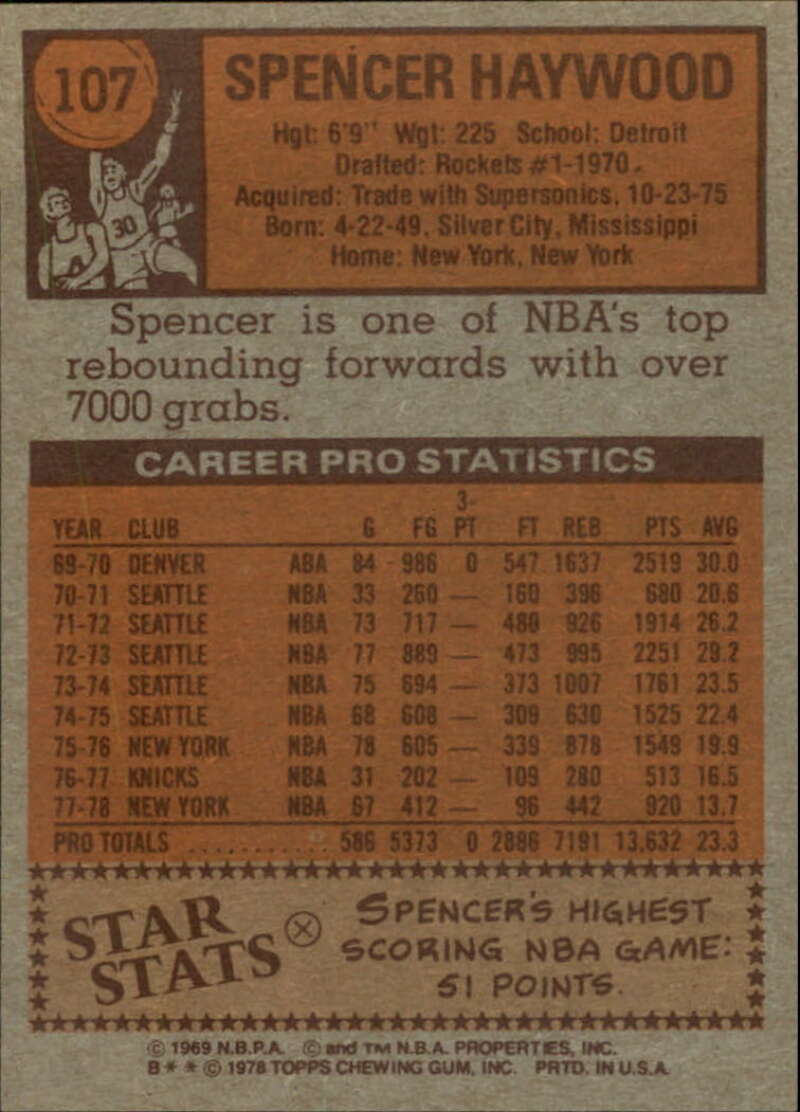 107
SPENCER HAYWOOD
Hgt: 6'9" Wgt: 225 School: Detroit
Drafted: Rockets #1-1970.
Acquired: Trade with Supersonics, 10-23-75
Born: 4-22-49, Silver City, Mississippi
Home: New York, New York
30
Spencer is one of NBA's top
rebounding forwards with over
7000 grabs.
CAREER PRO STATISTICS
YEAR CLUB G FG 3-PT FT REB PTS AVG
69-70 DENVER ABA 84 986 0 547 1637 2519 30.0
70-71 SEATTLE NBA 33 260 — 160 396 680 20.6
71-72 SEATTLE NBA 73 717 — 480 926 1914 26.2
72-73 SEATTLE NBA 77 889 — 473 995 2251 29.2
73-74 SEATTLE NBA 75 694 — 373 1007 1761 23.5
74-75 SEATTLE NBA 68 608 — 309 630 1525 22.4
75-76 NEW YORK NBA 78 605 — 339 878 1549 19.9
76-77 KNICKS NBA 31 202 — 109 280 513 16.5
77-78 NEW YORK NBA 67 412 — 96 442 920 13.7
PRO TOTALS ........... 586 5373 0 2886 7191 13,632 23.3
STAR STATS
SPENCER'S HIGHEST
SCORING NBA GAME:
51 POINTS.
© 1969 N.B.P.A. © and TM N.B.A. PROPERTIES, INC.
B * * © 1978 TOPPS CHEWING GUM, INC. PRTD. IN U.S.A.